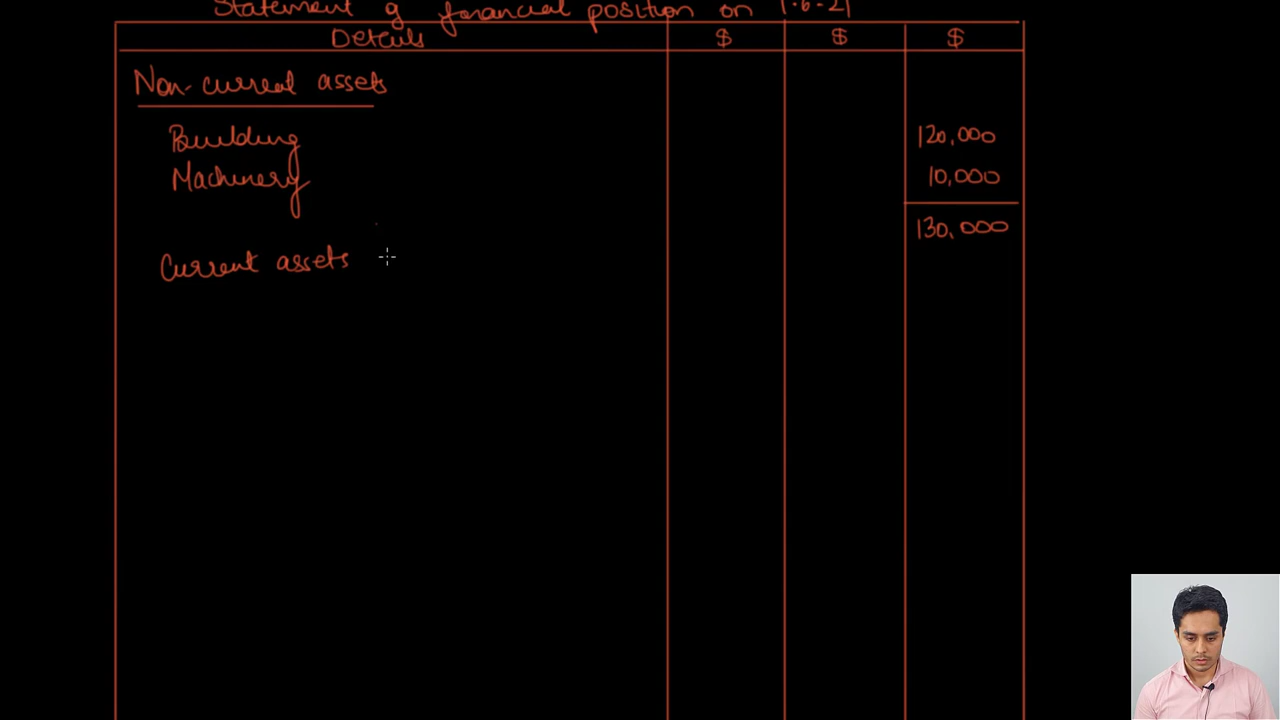 Statement of financial position on 1.6.21
Details $ $ $
Non-current assets
Building 120,000
Machinery 10,000
130,000
Current assets